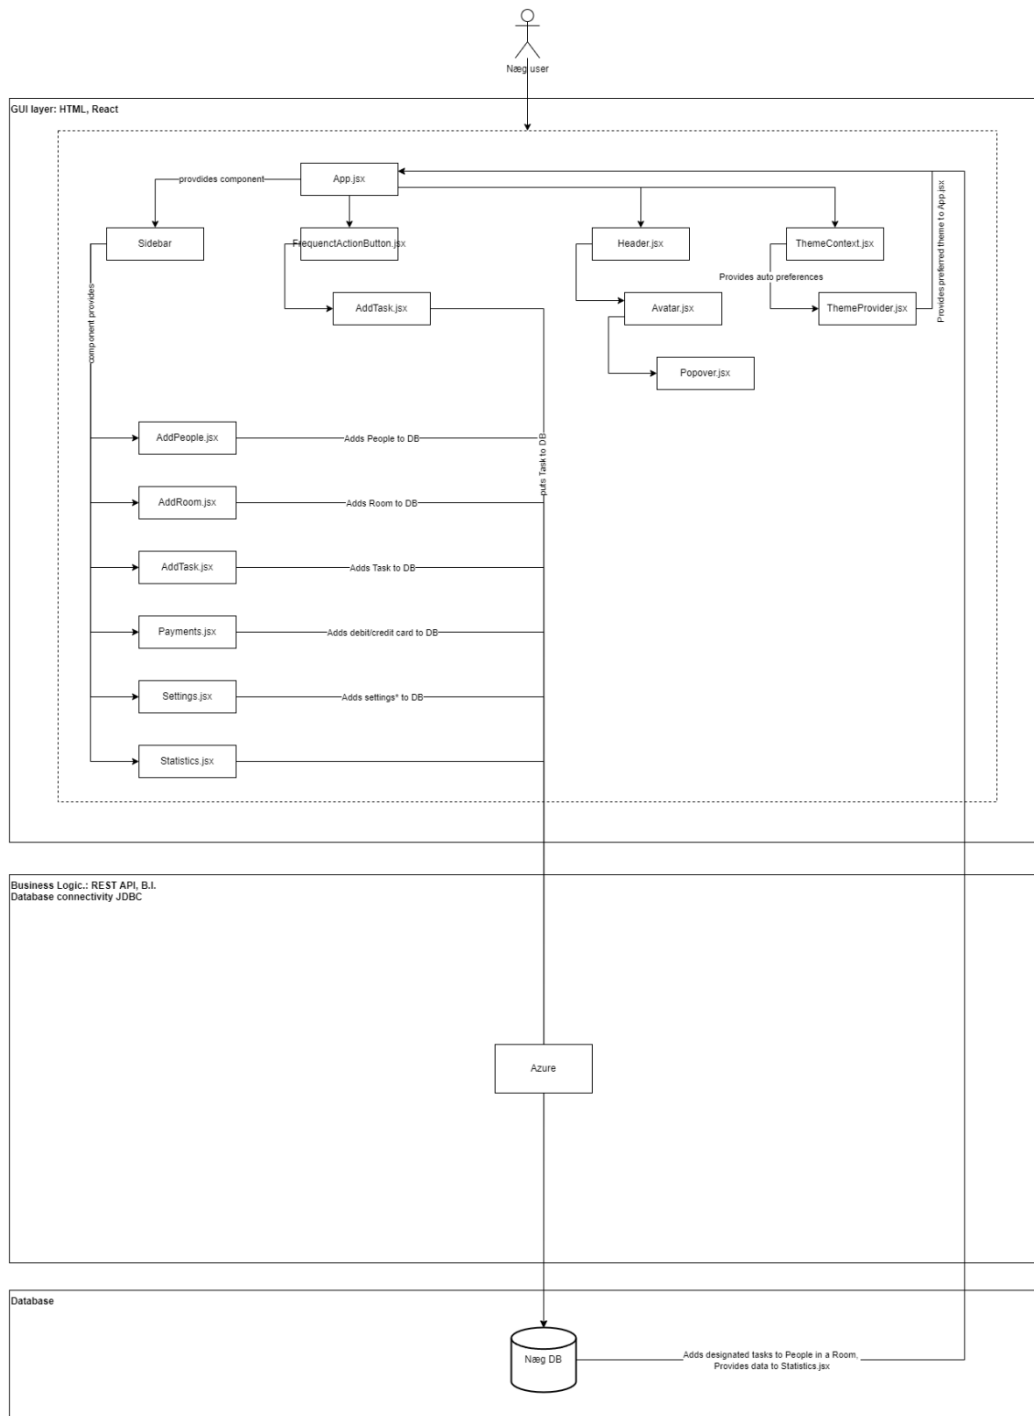 Næg user
GUI layer: HTML, React
App.jsx
provdides component
Sidebar
FrequenctActionButton.jsx
Header.jsx
ThemeContext.jsx
Provides auto preferences
Provides preferred theme to App.jsx
component provides
AddTask.jsx
Avatar.jsx
ThemeProvider.jsx
Popover.jsx
AddPeople.jsx
Adds People to DB
puts Task to DB
AddRoom.jsx
Adds Room to DB
AddTask.jsx
Adds Task to DB
Payments.jsx
Adds debit/credit card to DB
Settings.jsx
Adds settings* to DB
Statistics.jsx
Business Logic.: REST API, B.I.
Database connectivity JDBC
Azure
Database
Næg DB
Adds designated tasks to People in a Room,
Provides data to Statistics.jsx